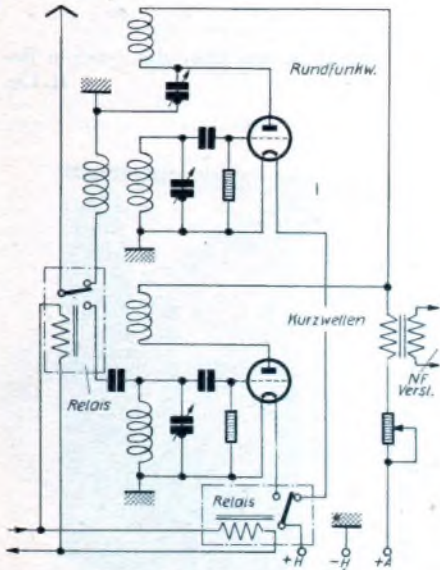 Rundfunkw.
Kurzwellen
Relais
NF
Verst.
Relais
+H
-H
+A